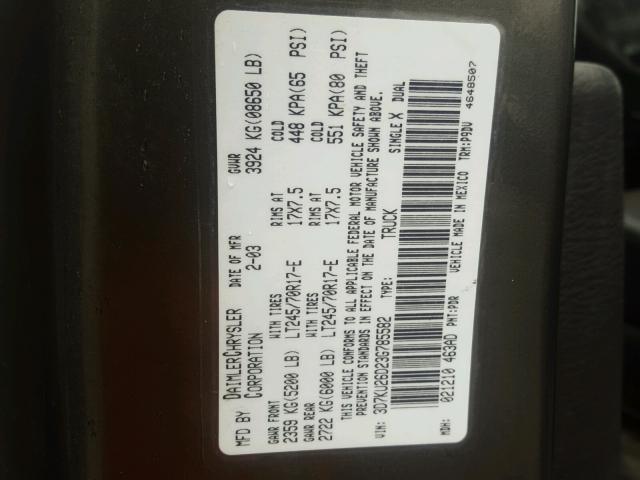 MFD BY DAIMLERCHRYSLER CORPORATION DATE OF MFR 2-03 GVWR 3924 KG(08650 LB)
GAWR FRONT WITH TIRES RIMS AT COLD
2359 KG(5200 LB) LT245/70R17-E 17X7.5 448 KPA(65 PSI)
GAWR REAR WITH TIRES RIMS AT COLD
2722 KG(6000 LB) LT245/70R17-E 17X7.5 551 KPA(80 PSI)
THIS VEHICLE CONFORMS TO ALL APPLICABLE FEDERAL MOTOR VEHICLE SAFETY AND THEFT
PREVENTION STANDARDS IN EFFECT ON THE DATE OF MANUFACTURE SHOWN ABOVE.
VIN: 3D7KU26D23G785582 TYPE: TRUCK SINGLE X DUAL
MDH: 021210 463AD PNT:PDR VEHICLE MADE IN MEXICO TRM:P9DV
4648507